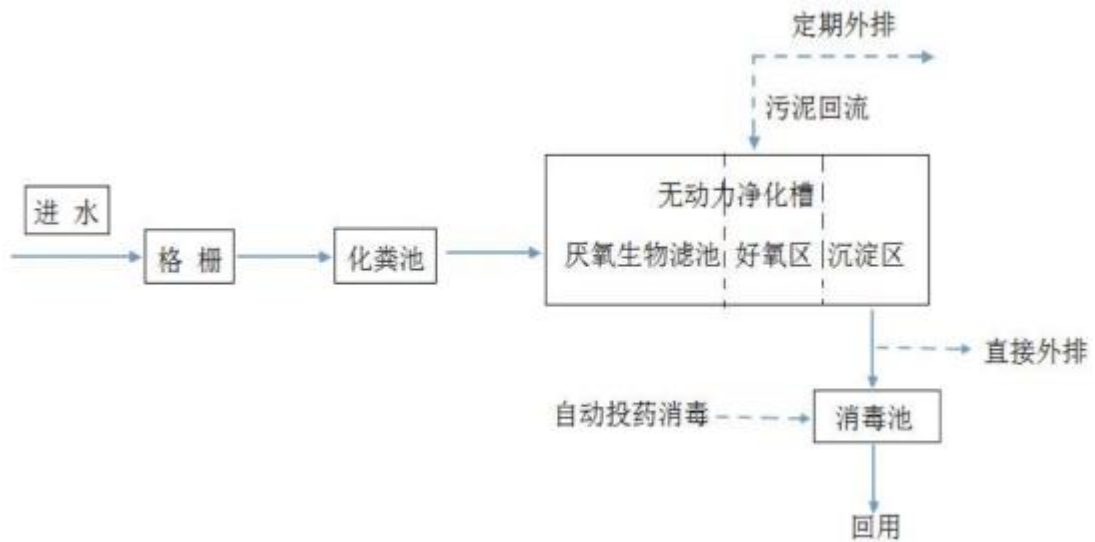 定期外排
污泥回流
进 水
无动力净化槽
格 栅
化粪池
厌氧生物滤池
好氧区
沉淀区
直接外排
自动投药消毒
消毒池
回用